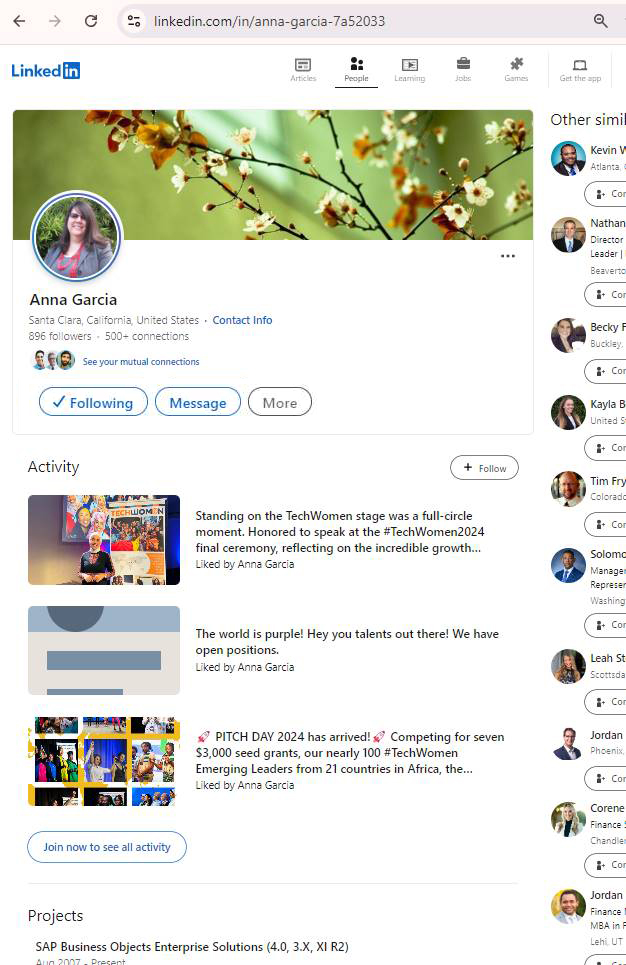 linkedin.com/in/anna-garcia-7a52033
LinkedIn
Articles
People
Learning
Jobs
Games
Get the app
Anna Garcia
Santa Clara, California, United States · Contact Info
896 followers · 500+ connections
See your mutual connections
Following
Message
More
Activity
+ Follow
TECHWOMEN
Standing on the TechWomen stage was a full-circle
moment. Honored to speak at the #TechWomen2024
final ceremony, reflecting on the incredible growth...
Liked by Anna Garcia
The world is purple! Hey you talents out there! We have
open positions.
Liked by Anna Garcia
🚀 PITCH DAY 2024 has arrived!🚀 Competing for seven
$3,000 seed grants, our nearly 100 #TechWomen
Emerging Leaders from 21 countries in Africa, the...
Liked by Anna Garcia
Join now to see all activity
Projects
SAP Business Objects Enterprise Solutions (4.0, 3.X, XI R2)
Aug 2007 - Present
Other simil
Kevin W
Atlanta, G
Con
Nathan
Director
Leader |
Beaverto
Con
Becky F
Buckley,
Con
Kayla B
United S
Con
Tim Fry
Colorado
Con
Solomo
Manager
Represer
Washing
Con
Leah St
Scottsda
Con
Jordan
Phoenix,
Con
Corene
Finance S
Chandler
Con
Jordan
Finance M
MBA in F
Lehi, UT
Con